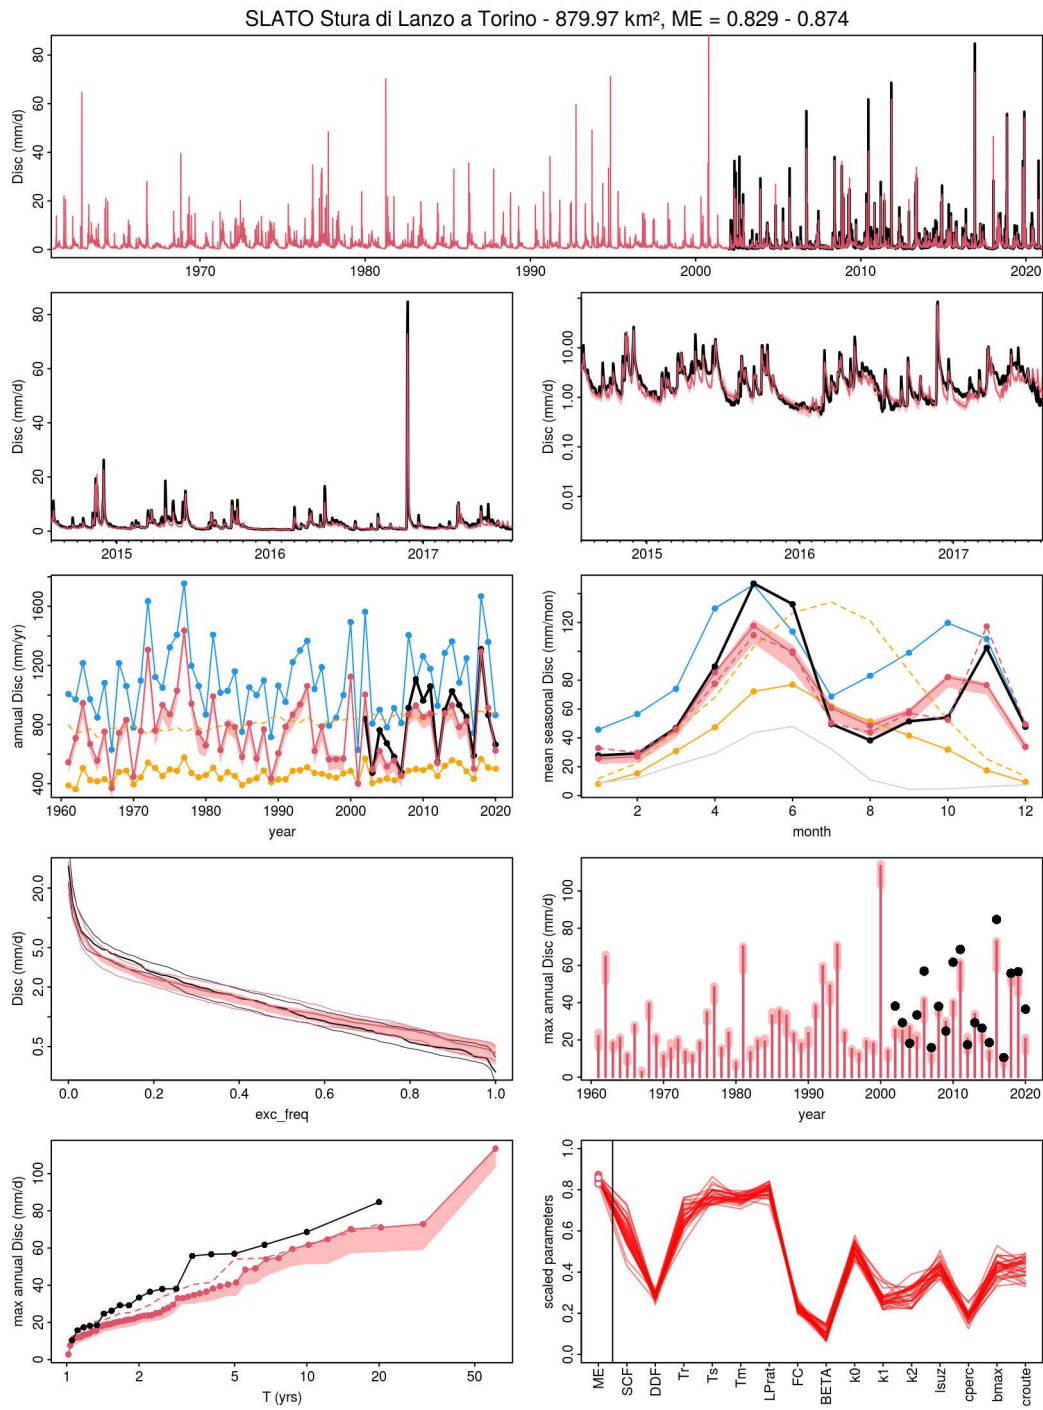 SLATO Stura di Lanzo a Torino - 879.97 km², ME = 0.829 - 0.874
Disc (mm/d)
0 20 40 60 80
1970 1980 1990 2000 2010 2020
Disc (mm/d)
0 20 40 60 80
2015 2016 2017
Disc (mm/d)
0.01 0.10 1.00 10.00
2015 2016 2017
annual Disc (mm/yr)
400 800 1200 1600
1960 1970 1980 1990 2000 2010 2020
year
mean seasonal Disc (mm/mon)
0 20 40 60 80 120
2 4 6 8 10 12
month
Disc (mm/d)
0.5 2.0 5.0 20.0
0.0 0.2 0.4 0.6 0.8 1.0
exc_freq
max annual Disc (mm/d)
0 20 40 60 80 100
1960 1970 1980 1990 2000 2010 2020
year
max annual Disc (mm/d)
0 20 40 60 80 100
1 2 5 10 20 50
T (yrs)
scaled parameters
0.0 0.2 0.4 0.6 0.8 1.0
ME SCF DDF Tr Ts Tm LPrat FC BETA k0 k1 k2 lsuz cperc bmax croute